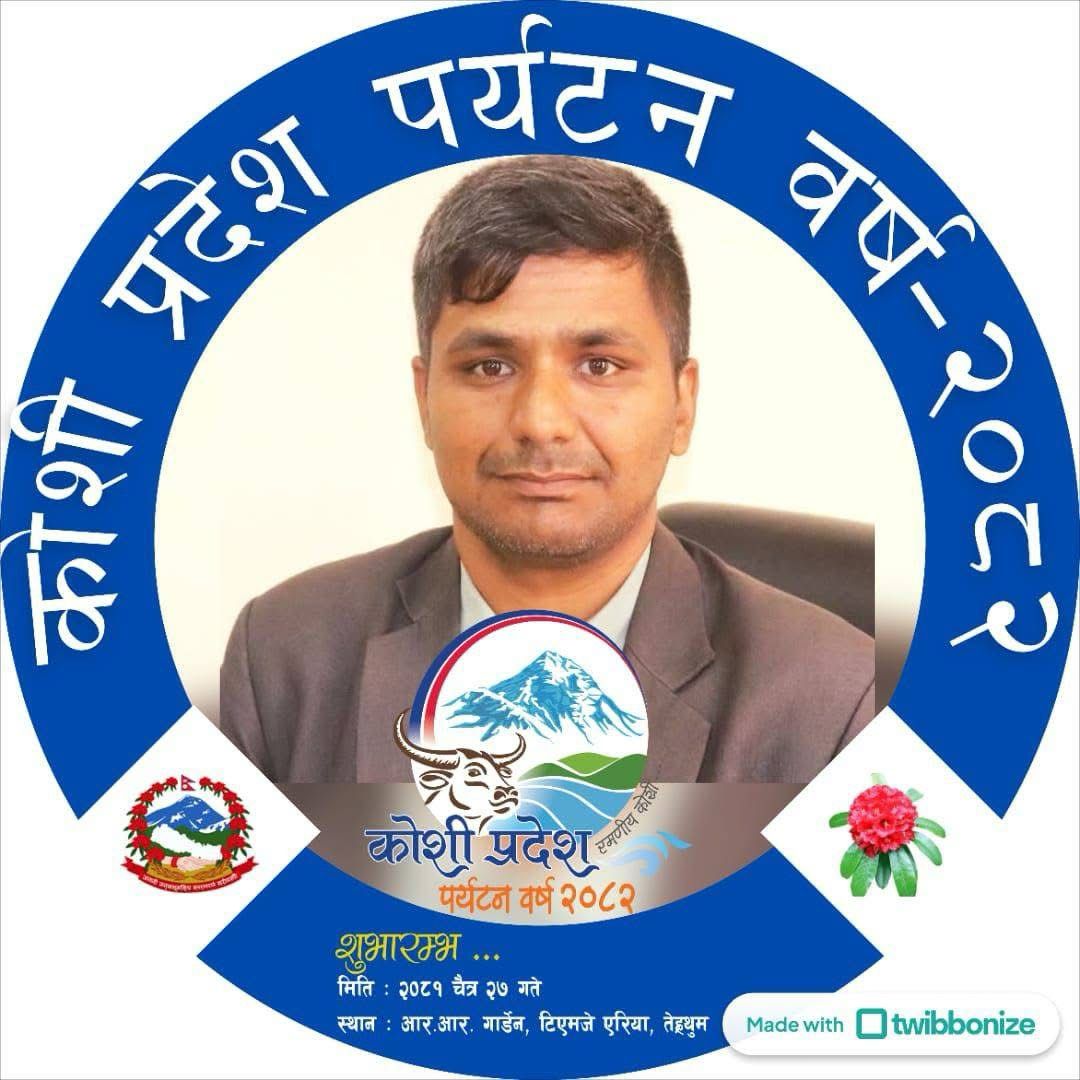 कोशी प्रदेश पर्यटन वर्ष-२०८२
रमणीय कोशी
कोशी प्रदेश
पर्यटन वर्ष २०८२
शुभारम्भ ...
मिति : २०८१ चैत्र २७ गते
स्थान : आर.आर. गार्डेन, टिएमजे एरिया, तेह्रथुम
Made with twibbonize